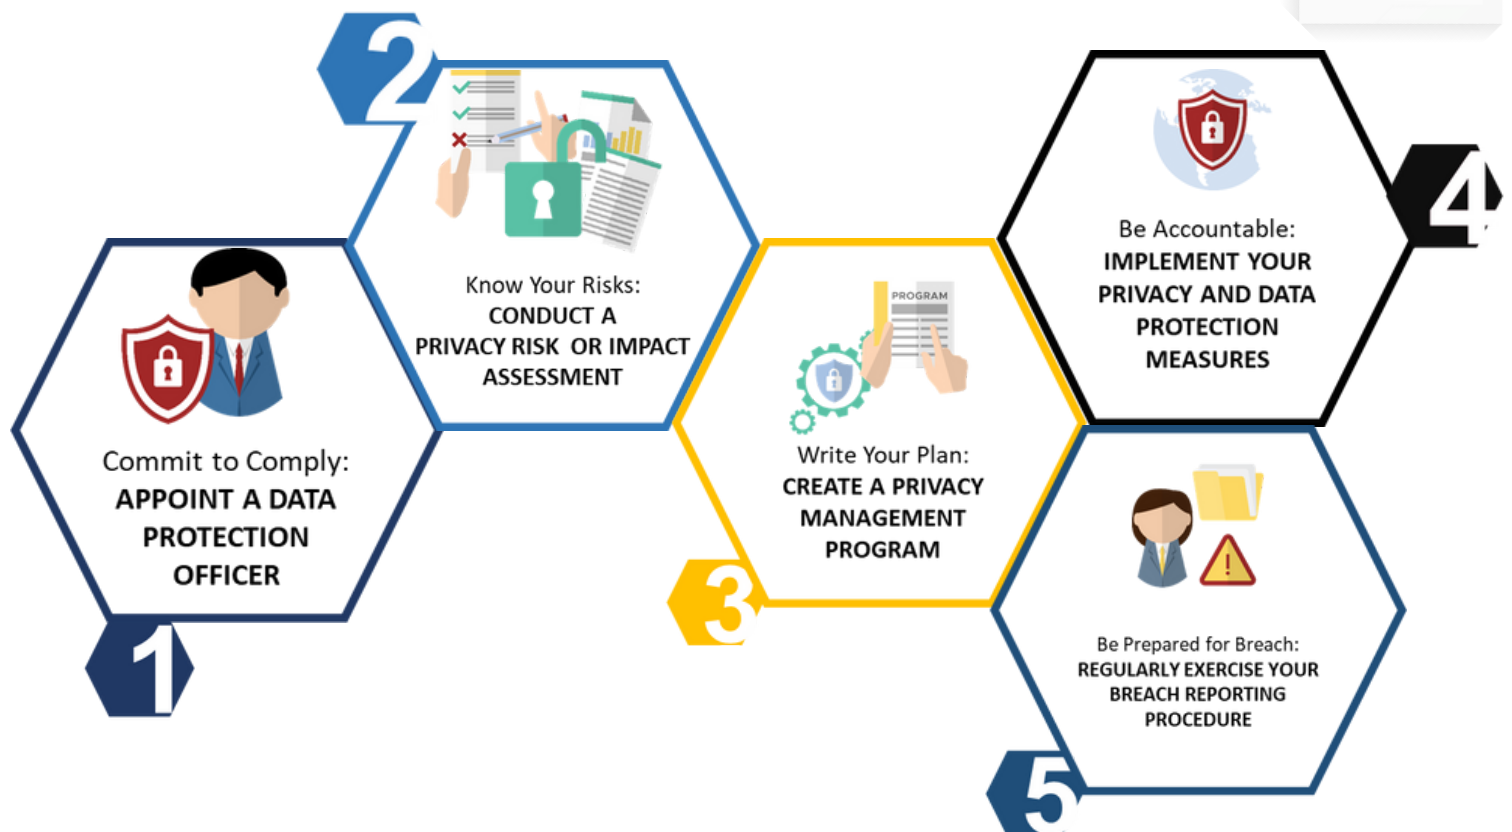 1
Commit to Comply:
APPOINT A DATA
PROTECTION
OFFICER
2
Know Your Risks:
CONDUCT A
PRIVACY RISK OR IMPACT
ASSESSMENT
3
PROGRAM
Write Your Plan:
CREATE A PRIVACY
MANAGEMENT
PROGRAM
4
Be Accountable:
IMPLEMENT YOUR
PRIVACY AND DATA
PROTECTION
MEASURES
5
Be Prepared for Breach:
REGULARLY EXERCISE YOUR
BREACH REPORTING
PROCEDURE